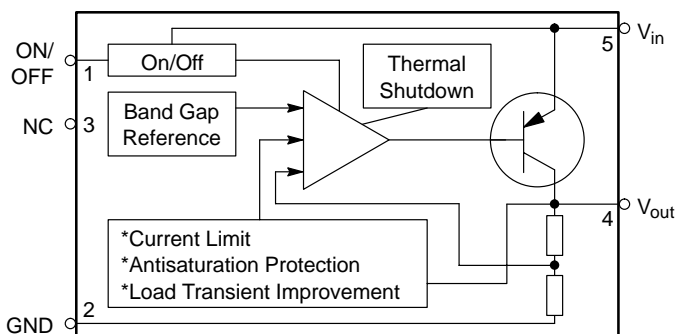 ON/
OFF
1
On/Off
Thermal
Shutdown
5
Vin
NC
3
Band Gap
Reference
4
Vout
*Current Limit
*Antisaturation Protection
*Load Transient Improvement
GND
2